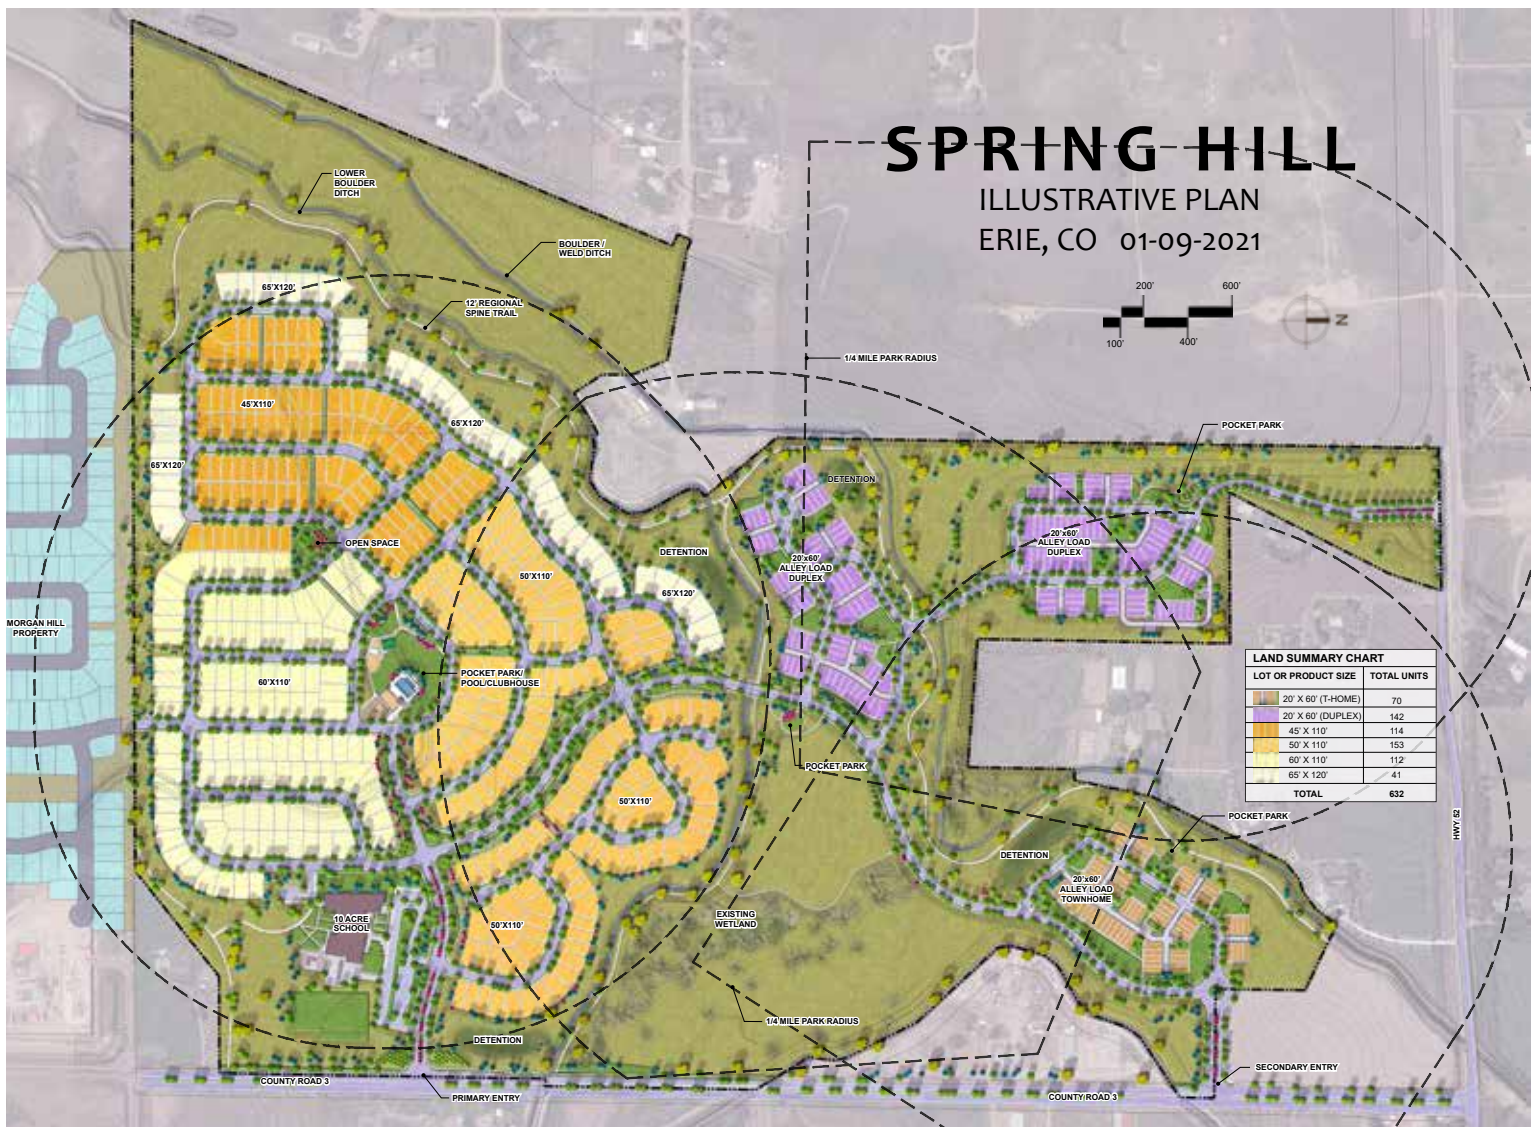 SPRING HILL
ILLUSTRATIVE PLAN
ERIE, CO 01-09-2021
200' 600'
100' 400'
N
LOWER
BOULDER
DITCH
BOULDER /
WELD DITCH
65'X120'
12' REGIONAL
SPINE TRAIL
1/4 MILE PARK RADIUS
45'X110'
65'X120'
POCKET PARK
65'X120'
DETENTION
OPEN SPACE
DETENTION
20'x60'
ALLEY LOAD
DUPLEX
20'x60'
ALLEY LOAD
DUPLEX
50'X110'
65'X120'
MORGAN HILL
PROPERTY
POCKET PARK/
POOL/CLUBHOUSE
60'X110'
LAND SUMMARY CHART
LOT OR PRODUCT SIZE TOTAL UNITS
20' X 60' (T-HOME) 70
20' X 60' (DUPLEX) 142
45' X 110' 114
50' X 110' 153
60' X 110' 112
65' X 120' 41
TOTAL 632
POCKET PARK
50'X110'
POCKET PARK
HWY 52
DETENTION
20'x60'
ALLEY LOAD
TOWNHOME
10 ACRE
SCHOOL
50'X110'
EXISTING
WETLAND
1/4 MILE PARK RADIUS
DETENTION
COUNTY ROAD 3
PRIMARY ENTRY
SECONDARY ENTRY
COUNTY ROAD 3